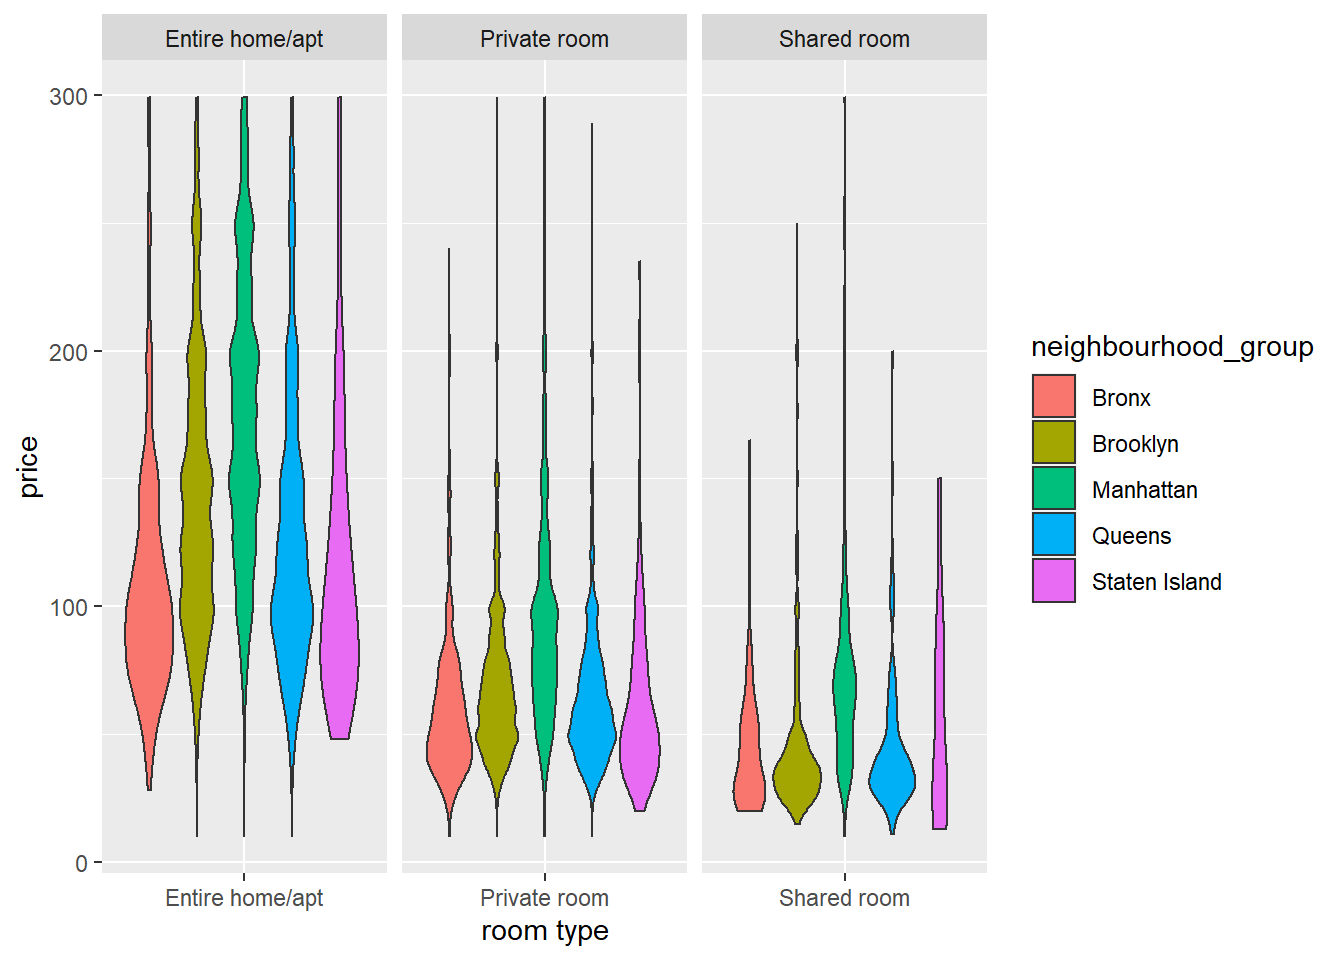 Entire home/apt
Private room
Shared room
300
200
100
0
price
Entire home/apt
Private room
Shared room
room type
neighbourhood_group
Bronx
Brooklyn
Manhattan
Queens
Staten Island